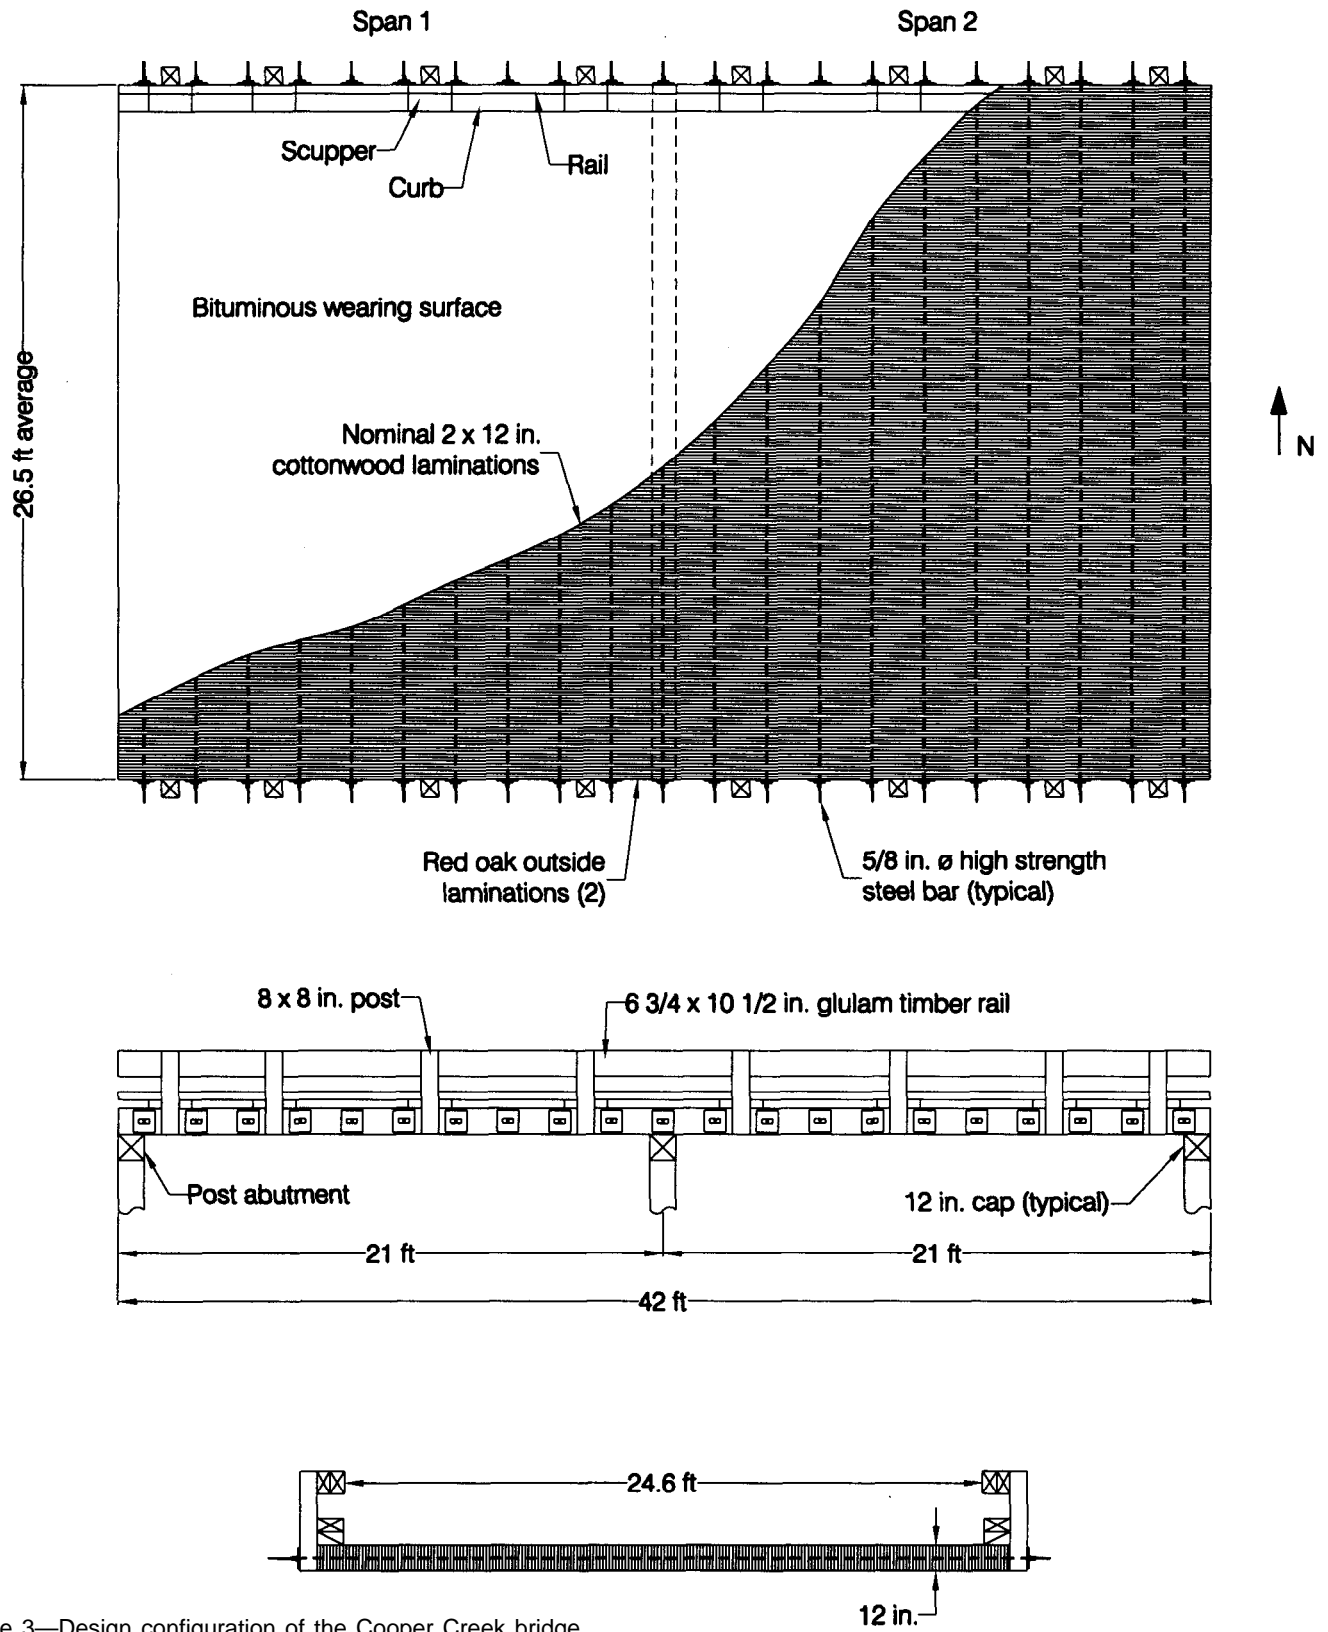 Span 1
Span 2
Scupper
Rail
Curb
Bituminous wearing surface
26.5 ft average
Nominal 2 x 12 in.
cottonwood laminations
N
Red oak outside
laminations (2)
5/8 in. ø high strength
steel bar (typical)
8 x 8 in. post
6 3/4 x 10 1/2 in. glulam timber rail
Post abutment
12 in. cap (typical)
21 ft
21 ft
42 ft
24.6 ft
12 in.
e 3—Design configuration of the Cooper Creek bridge